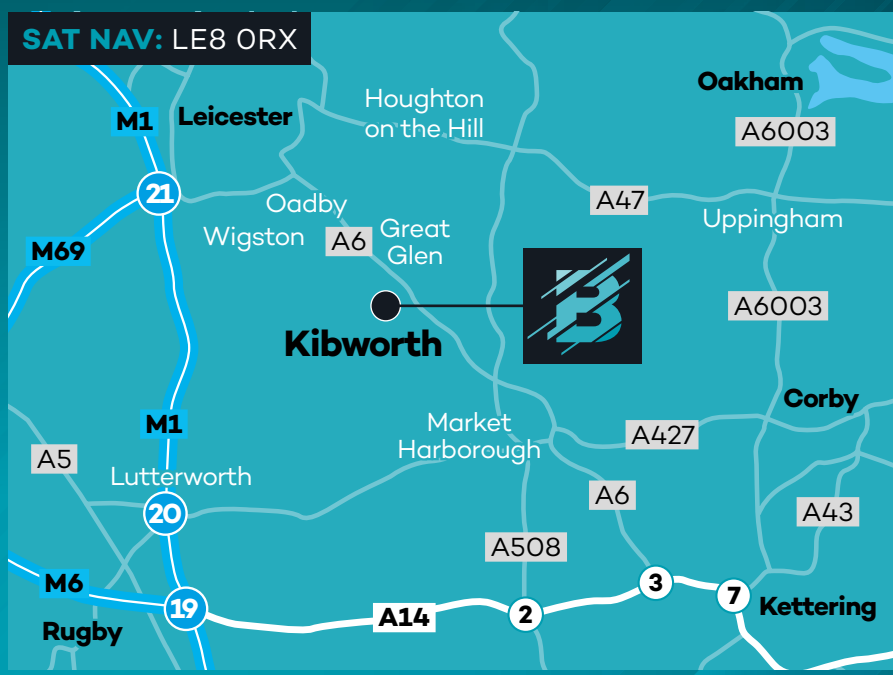 SAT NAV: LE8 0RX
Oakham
Houghton
on the Hill
M1
Leicester
A6003
21
A47
Oadby
Uppingham
Wigston
A6
Great
Glen
M69
B
A6003
Kibworth
Corby
M1
Market
Harborough
A427
A5
Lutterworth
A6
20
A43
A508
M6
3
7
19
A14
2
Kettering
Rugby